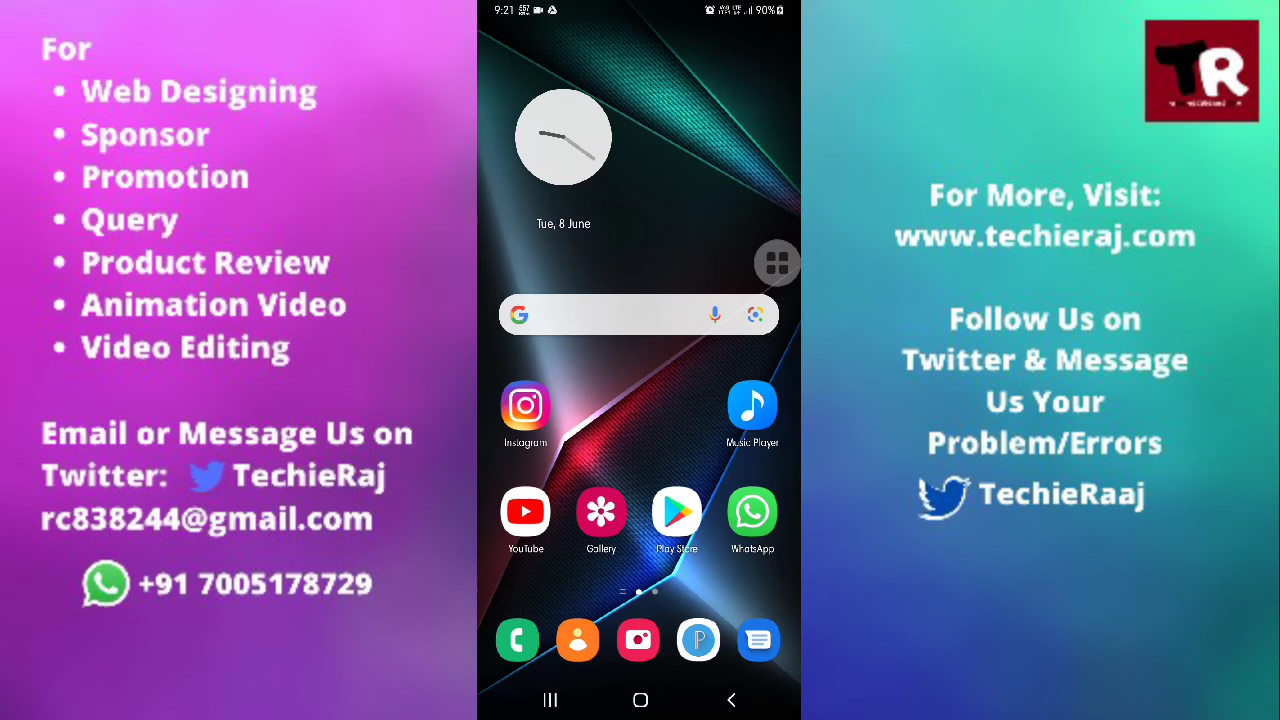 For
• Web Designing
• Sponsor
• Promotion
• Query
• Product Review
• Animation Video
• Video Editing
Email or Message Us on
Twitter: TechieRaj
rc838244@gmail.com
+91 7005178729
9:21
90%
Tue, 8 June
Instagram
Music Player
YouTube
Gallery
Play Store
WhatsApp
TR
For More, Visit:
www.techieraj.com
Follow Us on
Twitter & Message
Us Your
Problem/Errors
TechieRaaj